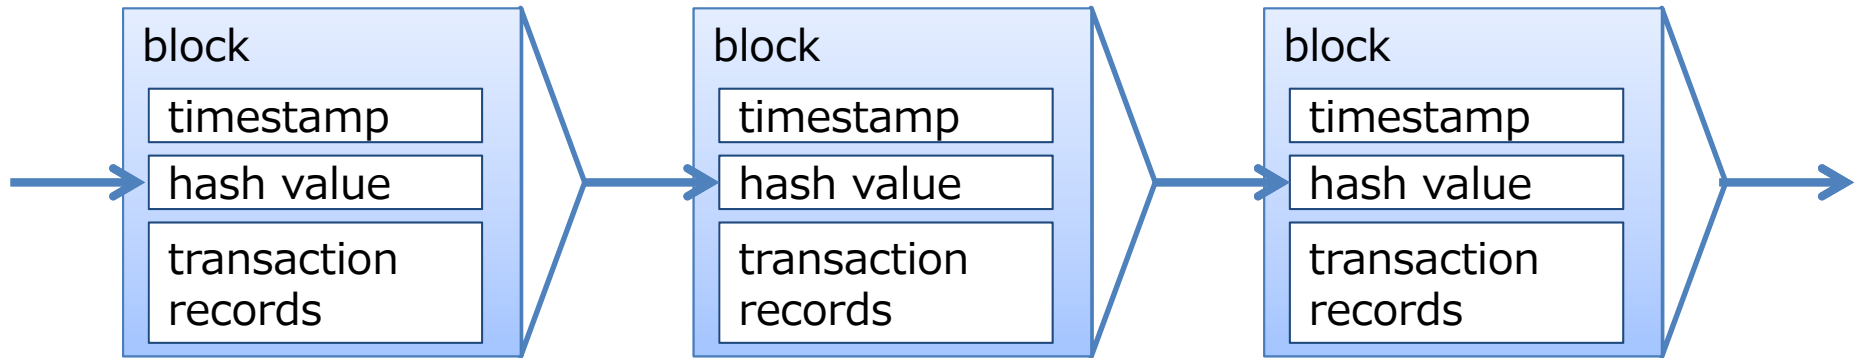 block
timestamp
hash value
transaction
records
block
timestamp
hash value
transaction
records
block
timestamp
hash value
transaction
records